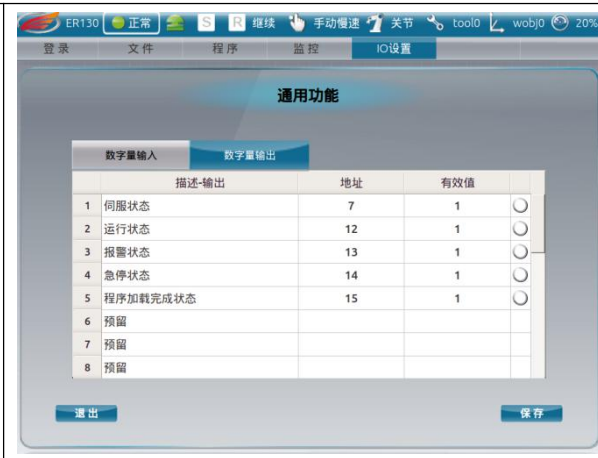 ER130 正常 S R 继续 手动慢速 关节 tool0 wobj0 20%
登录 文件 程序 监控 IO设置
通用功能
数字量输入 数字量输出
描述-输出 地址 有效值
1 伺服状态 7 1
2 运行状态 12 1
3 报警状态 13 1
4 急停状态 14 1
5 程序加载完成状态 15 1
6 预留
7 预留
8 预留
退出 保存